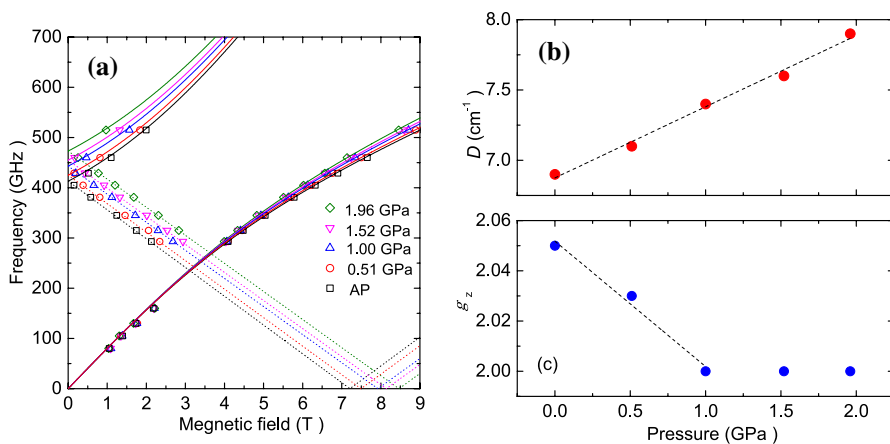 (a)
Frequency (GHz)
700
600
500
400
300
200
100
0
1.96 GPa
1.52 GPa
1.00 GPa
0.51 GPa
AP
0 1 2 3 4 5 6 7 8 9
Megnetic field (T )
(b)
D (cm⁻¹)
8.0
7.5
7.0
6.5
2.06
2.04
2.02
2.00
g z
(c)
0.0 0.5 1.0 1.5 2.0
Pressure (GPa)